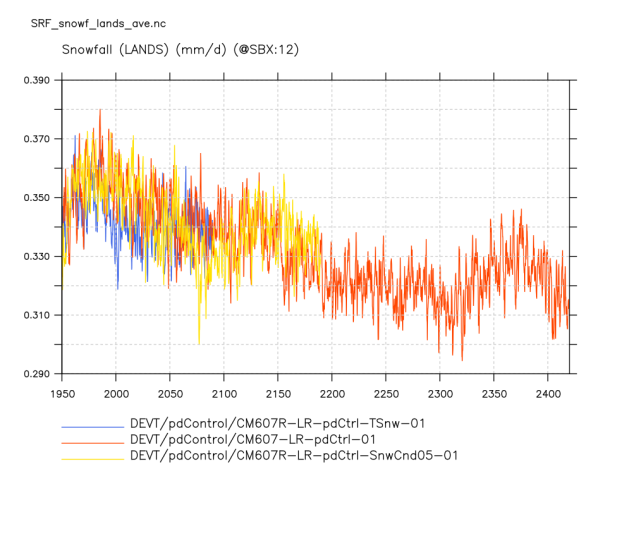 SRF_snowf_lands_ave.nc
Snowfall (LANDS) (mm/d) (@SBX:12)
0.390
0.370
0.350
0.330
0.310
0.290
1950 2000 2050 2100 2150 2200 2250 2300 2350 2400
DEVT/pdControl/CM607R-LR-pdCtrl-TSnw-01
DEVT/pdControl/CM607-LR-pdCtrl-01
DEVT/pdControl/CM607R-LR-pdCtrl-SnwCnd05-01